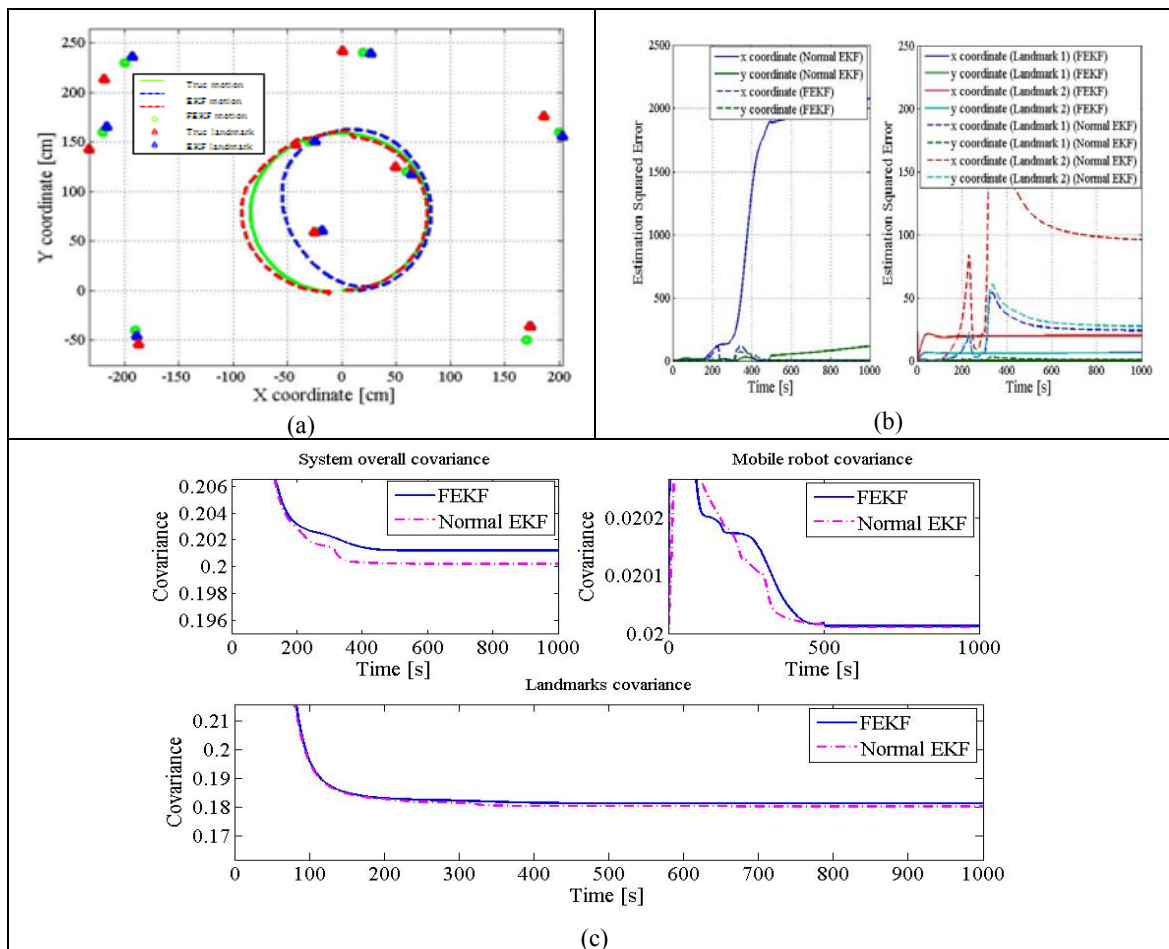 250
200
150
100
50
0
-50
Y coordinate [cm]
True motion
EKF motion
FEKF motion
True landmark
EKF landmark
-200 -150 -100 -50 0 50 100 150 200
X coordinate [cm]
(a)
2500
2000
1500
1000
500
0
Estimation Squared Error
x coordinate (Normal EKF)
y coordinate (Normal EKF)
x coordinate (FEKF)
y coordinate (FEKF)
0 200 400 600 800 1000
Time [s]
250
200
150
100
50
0
Estimation Squared Error
x coordinate (Landmark 1) (FEKF)
y coordinate (Landmark 1) (FEKF)
x coordinate (Landmark 2) (FEKF)
y coordinate (Landmark 2) (FEKF)
x coordinate (Landmark 1) (Normal EKF)
y coordinate (Landmark 1) (Normal EKF)
x coordinate (Landmark 2) (Normal EKF)
y coordinate (Landmark 2) (Normal EKF)
0 200 400 600 800 1000
Time [s]
(b)
System overall covariance
0.206
0.204
0.202
0.2
0.198
0.196
Covariance
FEKF
Normal EKF
0 200 400 600 800 1000
Time [s]
Mobile robot covariance
0.0202
0.0201
0.02
Covariance
FEKF
Normal EKF
0 500 1000
Time [s]
Landmarks covariance
0.21
0.2
0.19
0.18
0.17
Covariance
FEKF
Normal EKF
0 100 200 300 400 500 600 700 800 900 1000
Time [s]
(c)